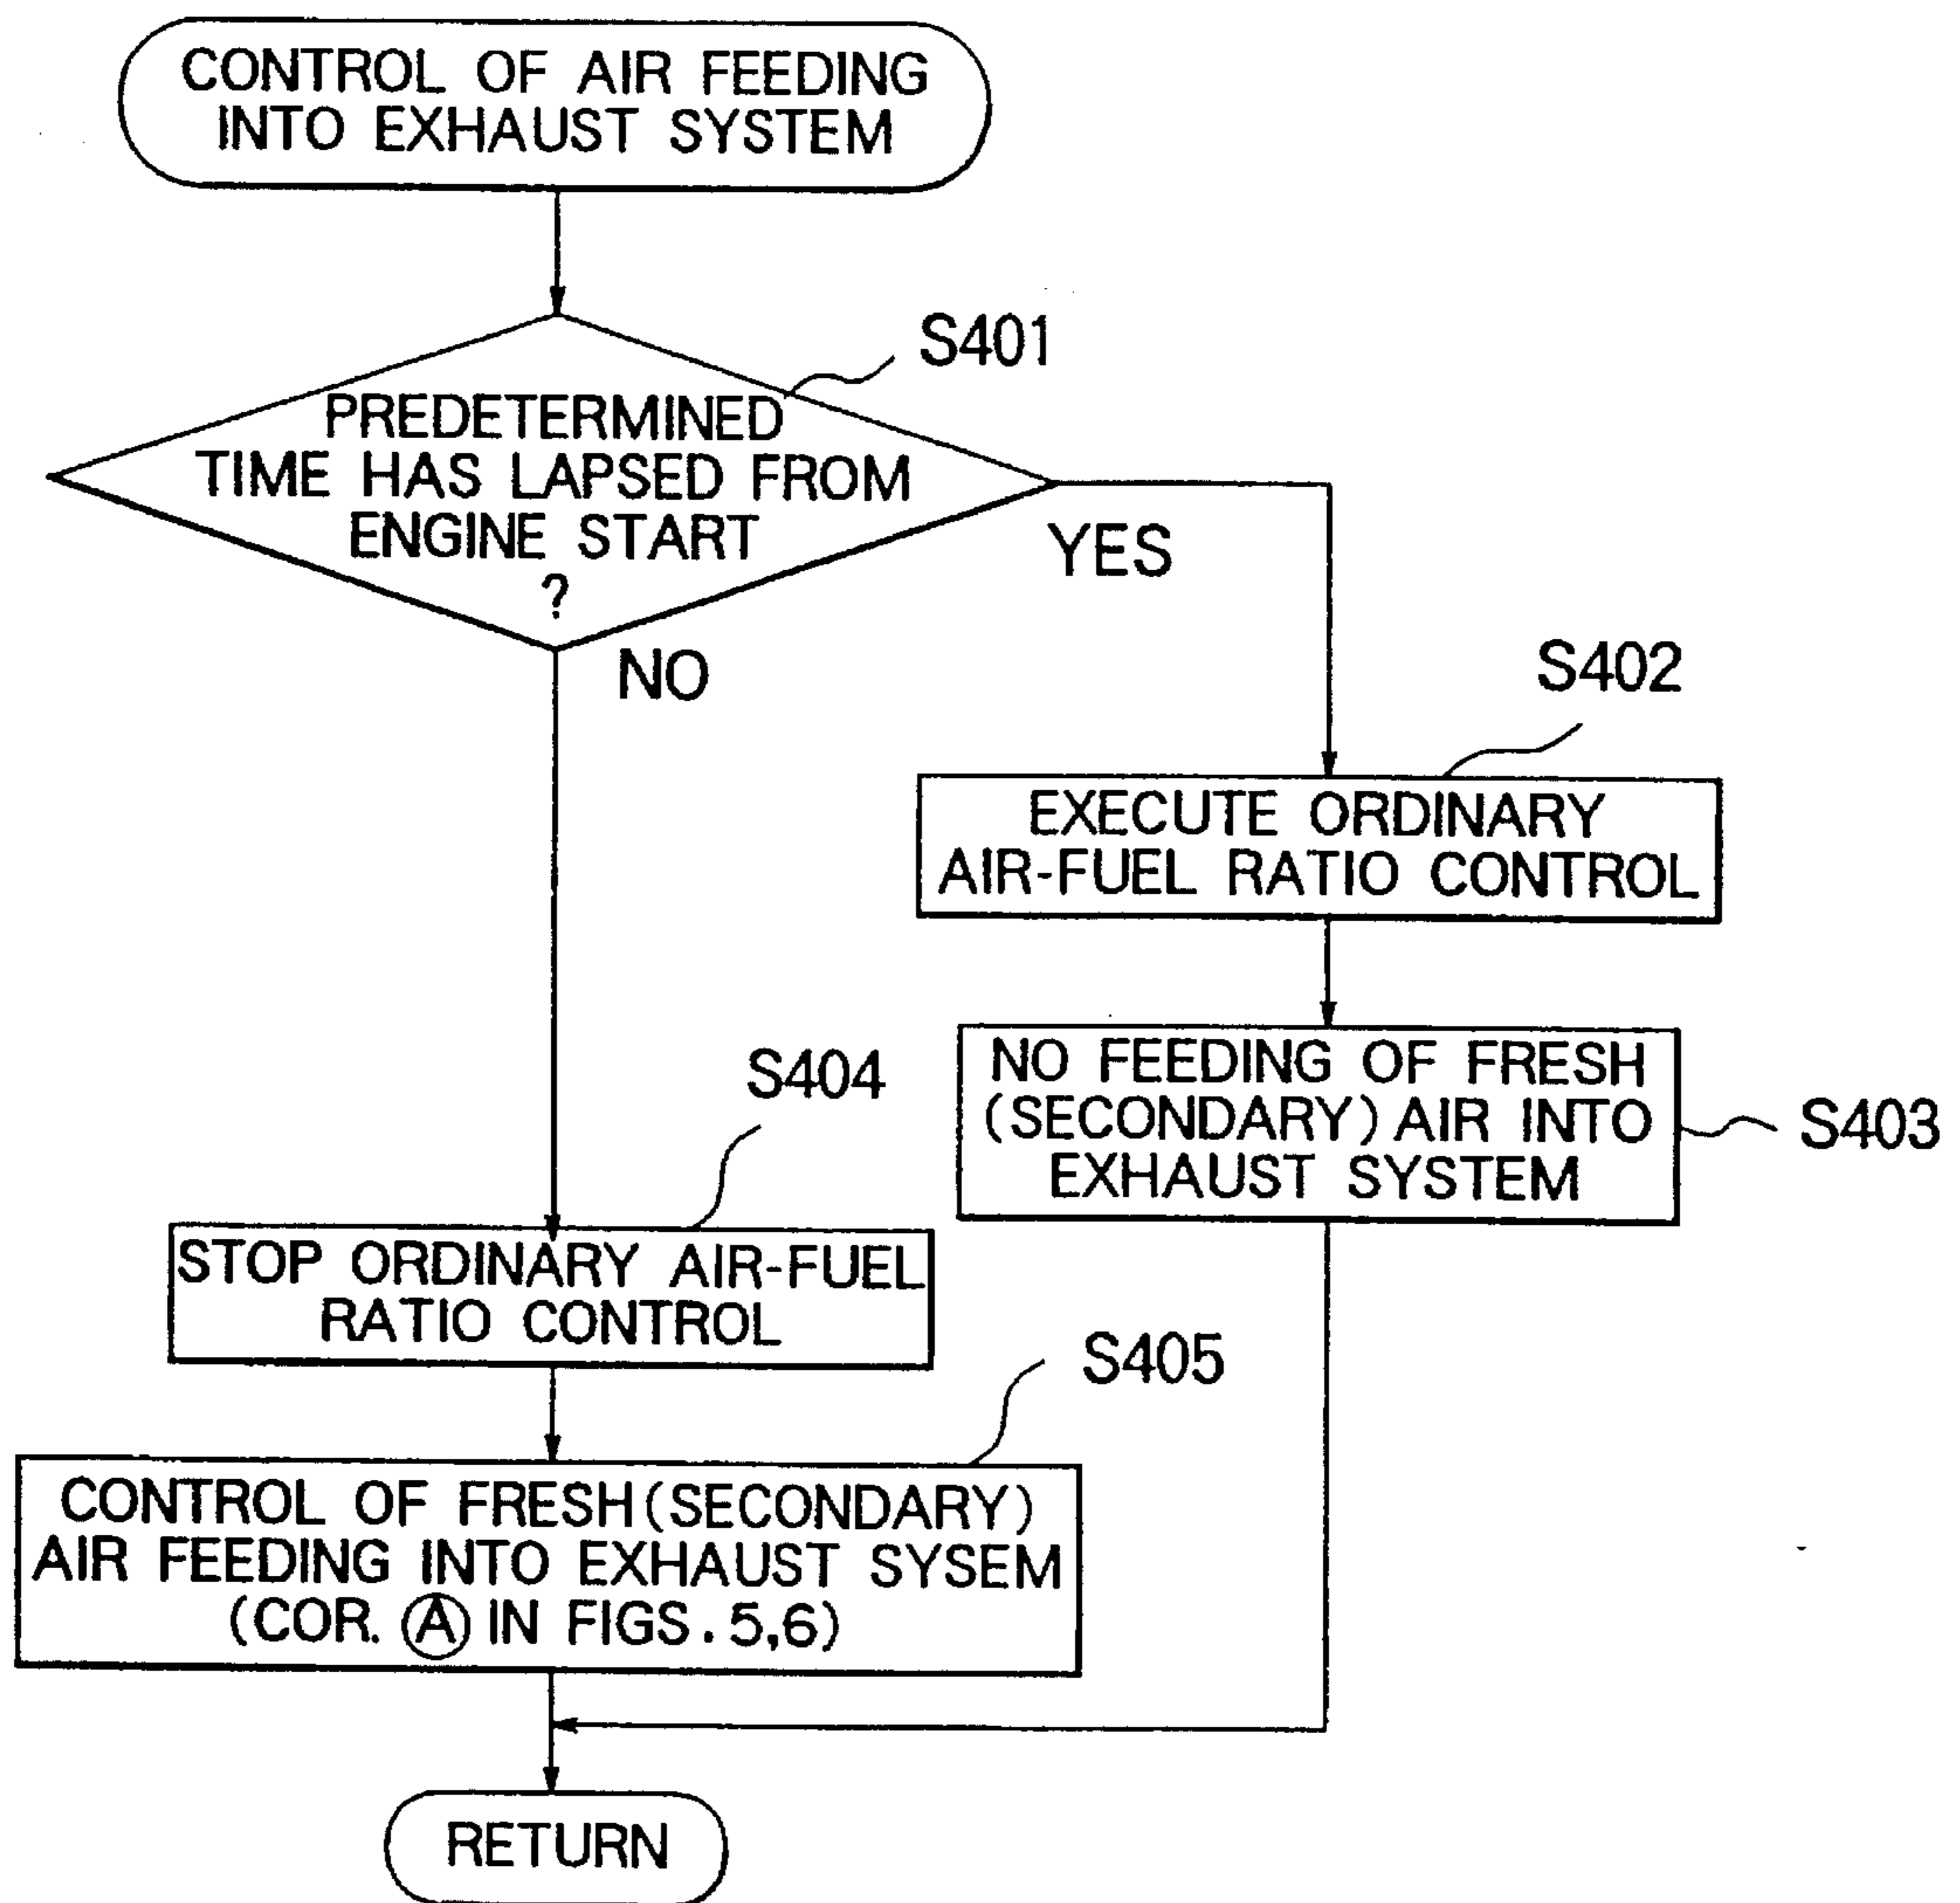 CONTROL OF AIR FEEDING
INTO EXHAUST SYSTEM
S401
PREDETERMINED
TIME HAS LAPSED FROM
ENGINE START
?
YES
NO
S402
EXECUTE ORDINARY
AIR-FUEL RATIO CONTROL
NO FEEDING OF FRESH
(SECONDARY) AIR INTO
EXHAUST SYSTEM
S403
S404
STOP ORDINARY AIR-FUEL
RATIO CONTROL
S405
CONTROL OF FRESH (SECONDARY)
AIR FEEDING INTO EXHAUST SYSEM
(COR. Ⓐ IN FIGS. 5,6)
RETURN